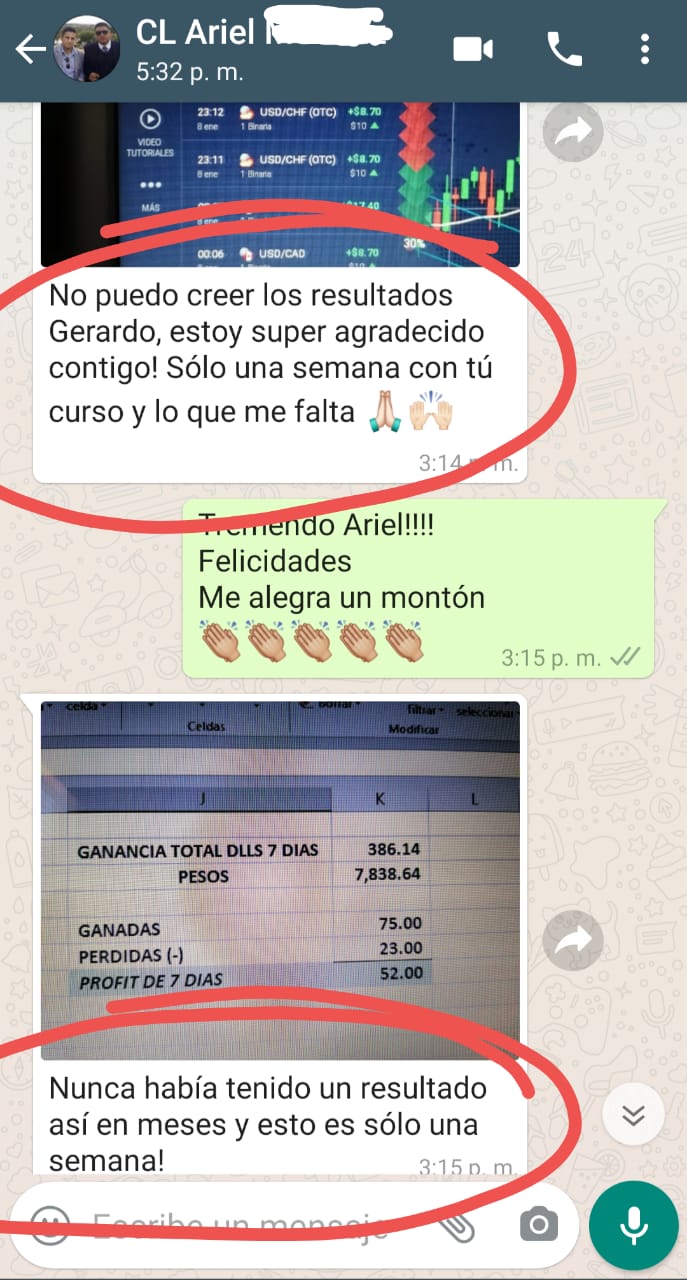 CL Ariel
5:32 p. m.
23:12 USD/CHF (OTC) +$8.70
8 ene 1 Binaria $10
VIDEO
TUTORIALES
23:11 USD/CHF (OTC) +$8.70
8 ene 1 Binaria $10
MÁS
$17.40
8 ene
30%
00:06 USD/CAD +$8.70
$10
No puedo creer los resultados
Gerardo, estoy super agradecido
contigo! Sólo una semana con tú
curso y lo que me falta 🙏🏻 🙌🏻
3:14 p. m.
Tremendo Ariel!!!!
Felicidades
Me alegra un montón
👏🏽👏🏽👏🏽👏🏽👏🏽
3:15 p. m.
celda Borrar filtrar seleccionar
Celdas Modificar
J K L
GANANCIA TOTAL DLLS 7 DIAS 386.14
PESOS 7,838.64
GANADAS 75.00
PERDIDAS (-) 23.00
PROFIT DE 7 DIAS 52.00
Nunca había tenido un resultado
así en meses y esto es sólo una
semana!
3:15 p. m.
Escribe un mensaje